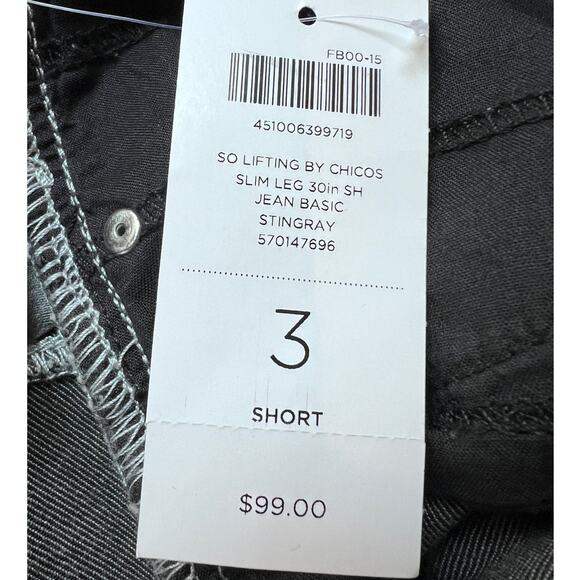 FB00-15
451006399719
SO LIFTING BY CHICOS
SLIM LEG 30in SH
JEAN BASIC
STINGRAY
570147696
3
SHORT
$99.00